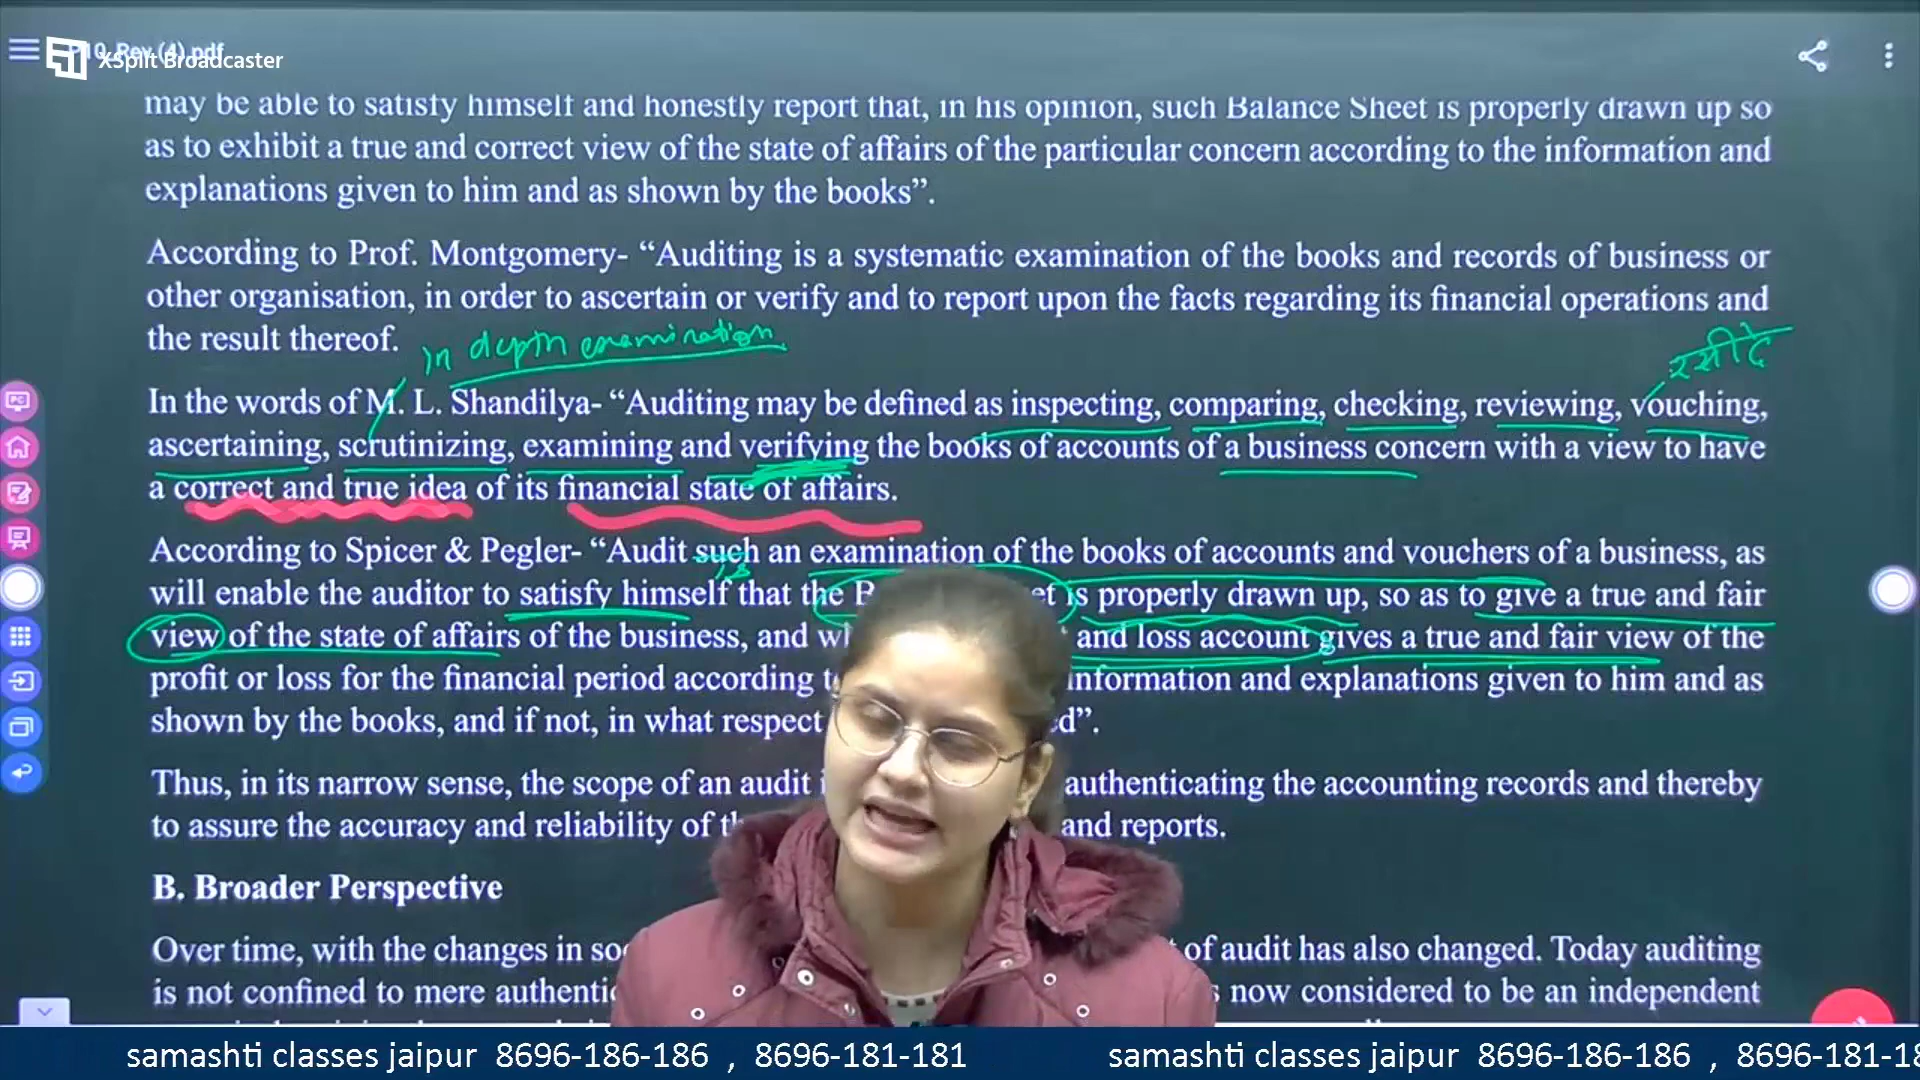 P10_Rev (4).pdf
XSplit Broadcaster
may be able to satisfy himself and honestly report that, in his opinion, such Balance Sheet is properly drawn up so
as to exhibit a true and correct view of the state of affairs of the particular concern according to the information and
explanations given to him and as shown by the books”.
According to Prof. Montgomery- “Auditing is a systematic examination of the books and records of business or
other organisation, in order to ascertain or verify and to report upon the facts regarding its financial operations and
the result thereof.
in depth examination
रसीद
In the words of M. L. Shandilya- “Auditing may be defined as inspecting, comparing, checking, reviewing, vouching,
ascertaining, scrutinizing, examining and verifying the books of accounts of a business concern with a view to have
a correct and true idea of its financial state of affairs.
According to Spicer & Pegler- “Audit such an examination of the books of accounts and vouchers of a business, as
is
will enable the auditor to satisfy himself that the is properly drawn up, so as to give a true and fair
view of the state of affairs of the business, and and loss account gives a true and fair view of the
profit or loss for the financial period according information and explanations given to him and as
shown by the books, and if not, in what respect
Thus, in its narrow sense, the scope of an audit authenticating the accounting records and thereby
to assure the accuracy and reliability of and reports.
B. Broader Perspective
Over time, with the changes in of audit has also changed. Today auditing
is not confined to mere now considered to be an independent
samashti classes jaipur 8696-186-186 , 8696-181-181 samashti classes jaipur 8696-186-186 ,